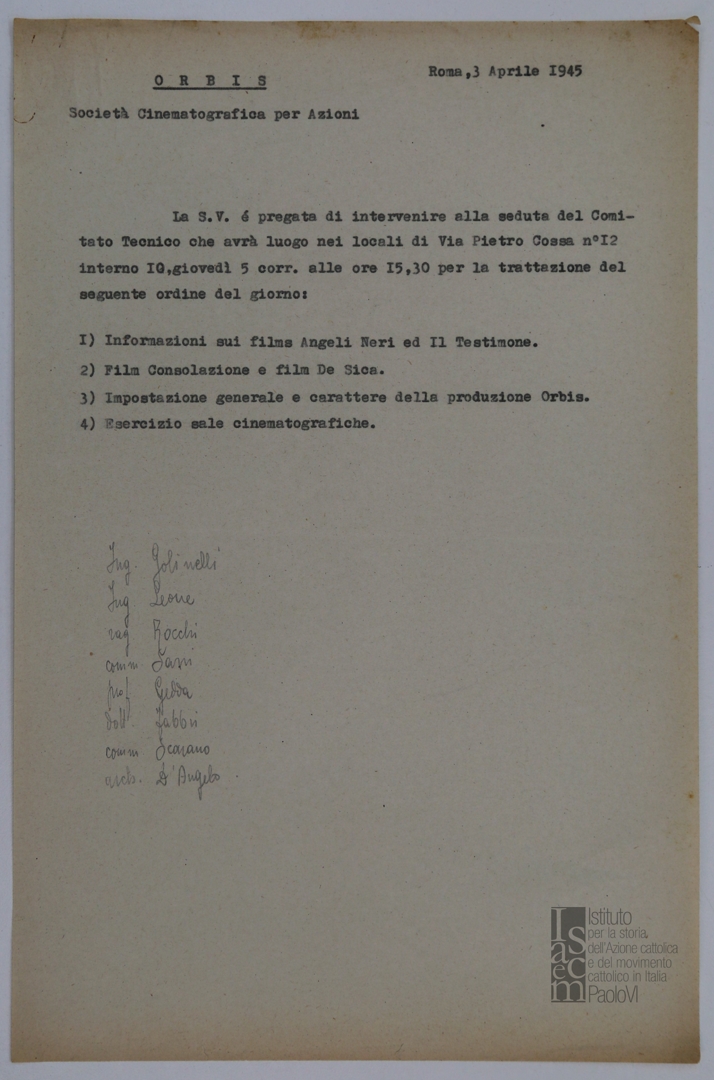 O R B I S
Roma,3 Aprile I945
Società Cinematografica per Azioni
La S.V. é pregata di intervenire alla seduta del Comi-
tato Tecnico che avrà luogo nei locali di Via Pietro Cossa n°I2
interno IO,giovedì 5 corr. alle ore I5,30 per la trattazione del
seguente ordine del giorno:
I) Informazioni sui films Angeli Neri ed Il Testimone.
2) Film Consolazione e film De Sica.
3) Impostazione generale e carattere della produzione Orbis.
4) Esercizio sale cinematografiche.
Ing. Golinelli
Ing Leone
rag Rocchi
comm
prof Gedda
dott. Fabbri
comm Scarano
arch. D'Angelo
Isacem
Istituto
per la storia
dell'Azione cattolica
e del movimento
cattolico in Italia
PaoloVI